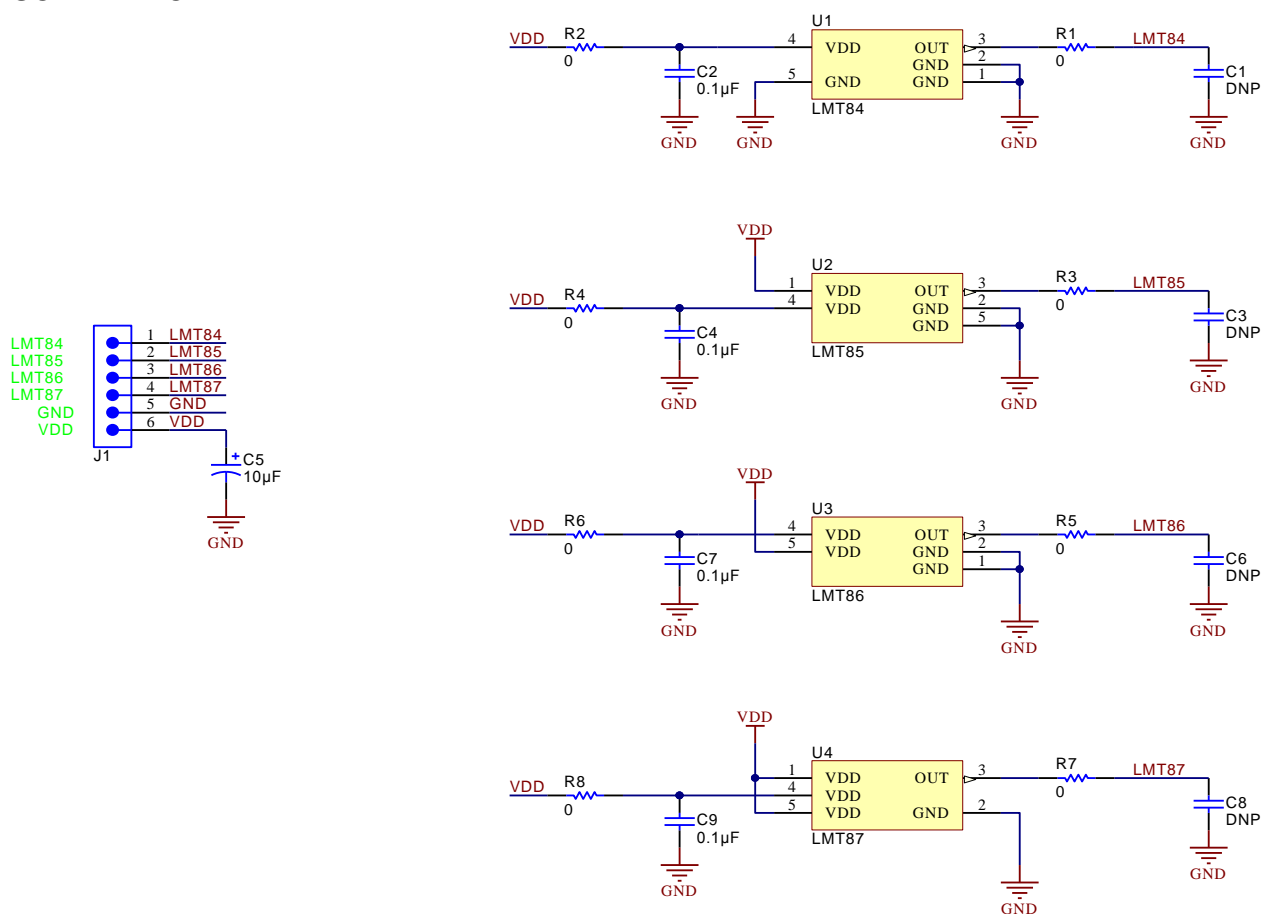 U1
VDD R2 4 VDD OUT 3 R1 LMT84
0 GND 2 0
C2 5 GND GND 1 C1
0.1µF LMT84 DNP
GND GND GND GND
VDD
U2
VDD R4 1 VDD OUT 3 R3 LMT85
0 4 VDD GND 2 0
C4 GND 5 C3
0.1µF LMT85 DNP
GND GND GND
LMT84 1 LMT84
LMT85 2 LMT85
LMT86 3 LMT86
LMT87 4 LMT87
GND 5 GND
VDD 6 VDD
J1 + C5
10µF
GND
VDD
U3
VDD R6 4 VDD OUT 3 R5 LMT86
0 5 VDD GND 2 0
C7 GND 1 C6
0.1µF LMT86 DNP
GND GND GND
VDD
U4
VDD R8 1 VDD OUT 3 R7 LMT87
0 4 VDD 0
C9 5 VDD GND 2 C8
0.1µF LMT87 DNP
GND GND GND